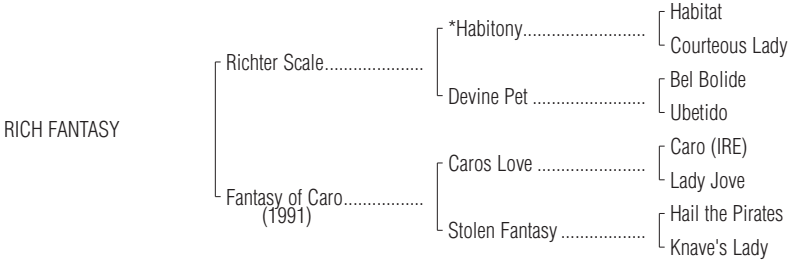 Habitat
*Habitony.........................
Courteous Lady
Richter Scale.....................
Bel Bolide
Devine Pet .......................
Ubetido
RICH FANTASY
Caro (IRE)
Caros Love ......................
Lady Jove
Fantasy of Caro.................
(1991)
Hail the Pirates
Stolen Fantasy .................
Knave's Lady